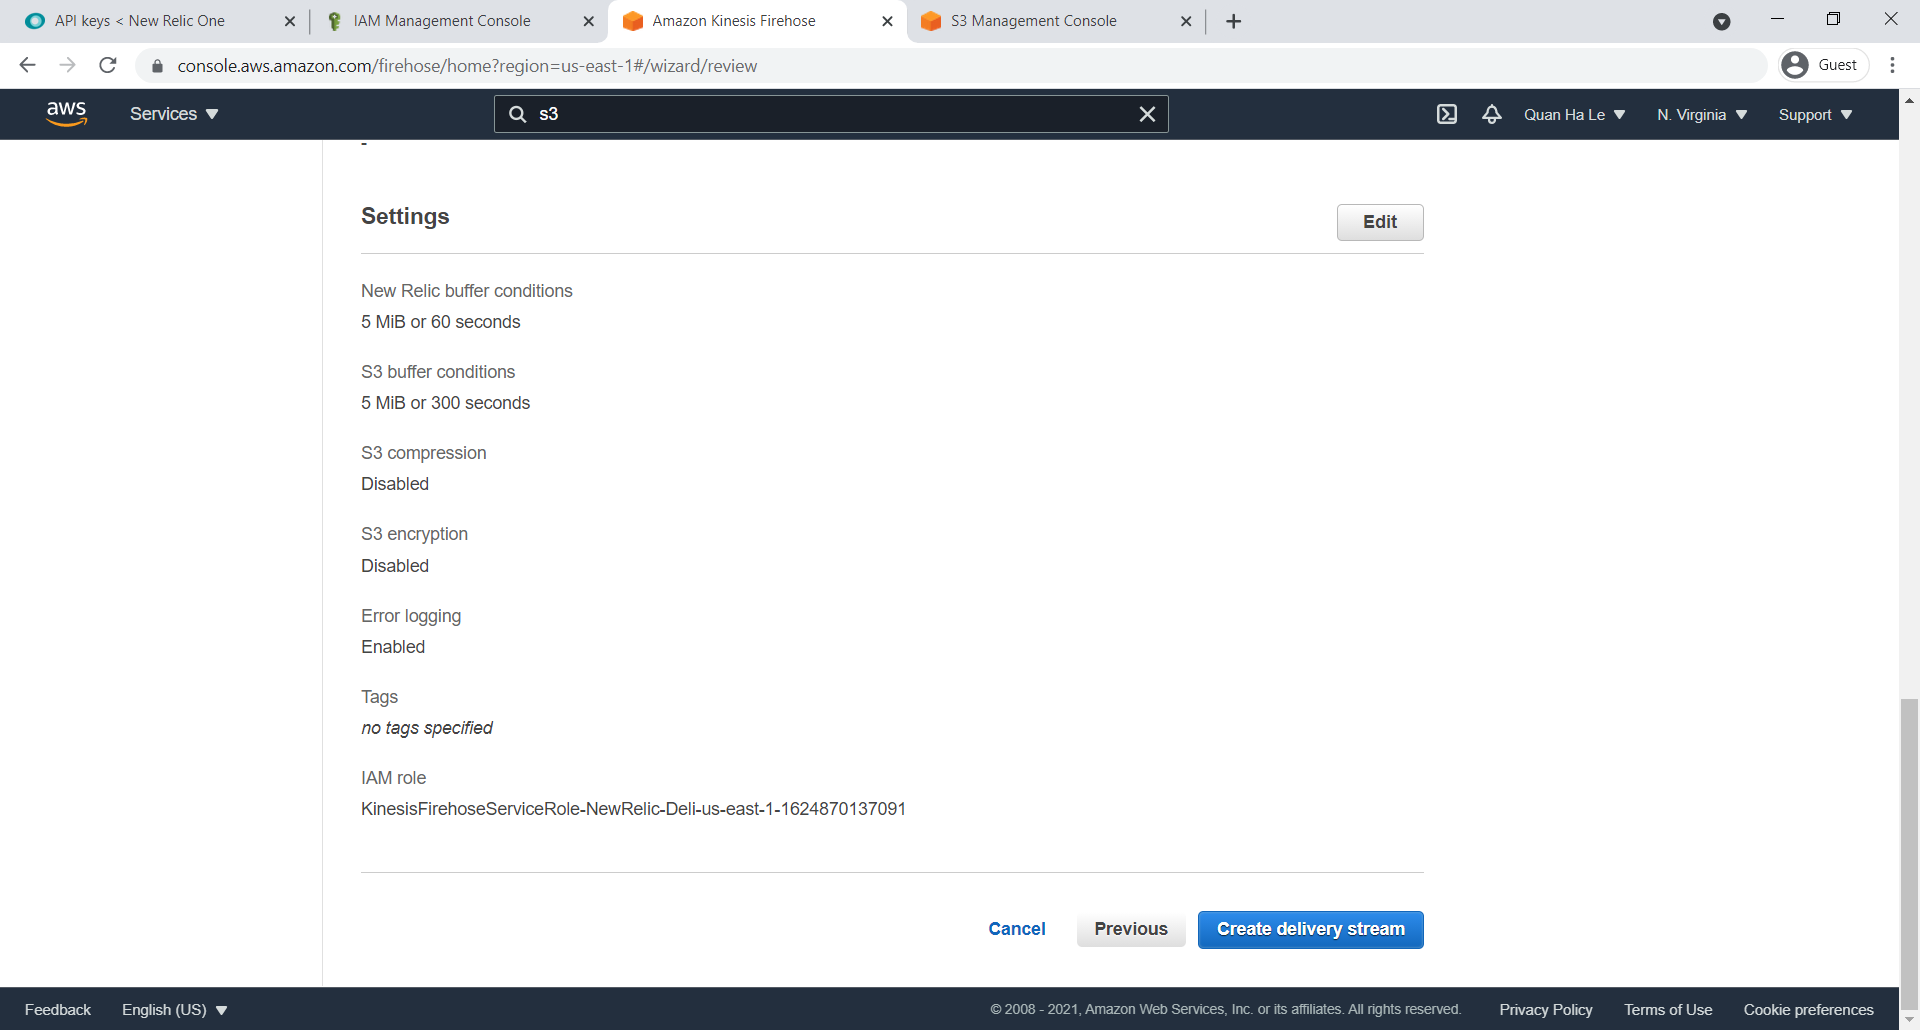 API keys < New Relic One
IAM Management Console
Amazon Kinesis Firehose
S3 Management Console
console.aws.amazon.com/firehose/home?region=us-east-1#/wizard/review
Guest
aws
Services
s3
Quan Ha Le
N. Virginia
Support
Settings
Edit
New Relic buffer conditions
5 MiB or 60 seconds
S3 buffer conditions
5 MiB or 300 seconds
S3 compression
Disabled
S3 encryption
Disabled
Error logging
Enabled
Tags
no tags specified
IAM role
KinesisFirehoseServiceRole-NewRelic-Deli-us-east-1-1624870137091
Cancel
Previous
Create delivery stream
Feedback
English (US)
© 2008 - 2021, Amazon Web Services, Inc. or its affiliates. All rights reserved.
Privacy Policy
Terms of Use
Cookie preferences